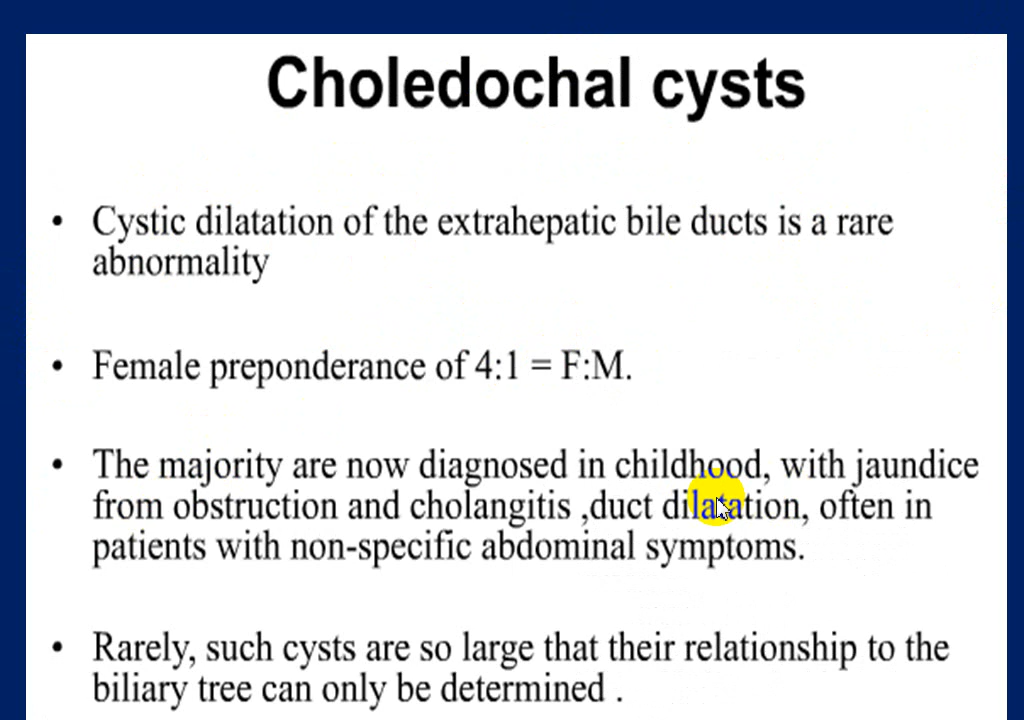 Choledochal cysts
• Cystic dilatation of the extrahepatic bile ducts is a rare
abnormality
• Female preponderance of 4:1 = F:M.
• The majority are now diagnosed in childhood, with jaundice
from obstruction and cholangitis ,duct dilatation, often in
patients with non-specific abdominal symptoms.
• Rarely, such cysts are so large that their relationship to the
biliary tree can only be determined .